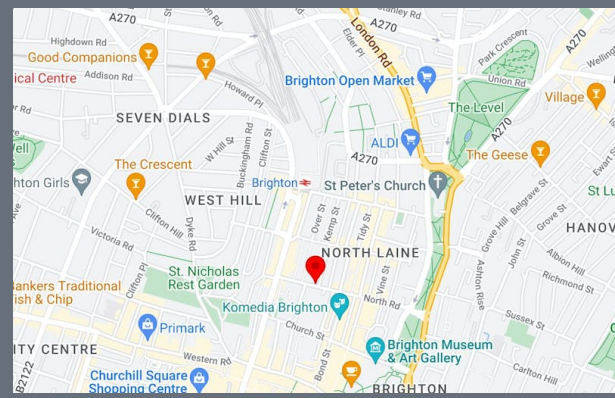 A270
Stanley Rd
A270
Highdown Rd
Good Companions
ical Centre
Addison Rd
Howard Pl
Elder Pl
London Rd
Park Crescent
A270
Union Rd
Brighton Open Market
Village
The Level
SEVEN DIALS
A270
ALDI
The Geese
A270
W Hill St
Buckingham Rd
Clifton St
The Crescent
hton Girls
Brighton
St Peter's Church
WEST HILL
Over St
Kemp St
Tidy St
Belgrave St
Grove St
Grove Hill
HANOV
Clifton Hill
Dyke Rd
Victoria Rd
John St
Albion Hill
NORTH LAINE
Clifton Pl
St. Nicholas
Rest Garden
Vine St
Ashton Rise
Richmond St
ankers Traditional
ish & Chip
North Rd
Komedia Brighton
Sussex St
Primark
Church St
Brighton Museum
& Art Gallery
ITY CENTRE
Western Rd
Bond St
Carlton Hill
B2122
Churchill Square
Shopping Centre
BRIGHTON